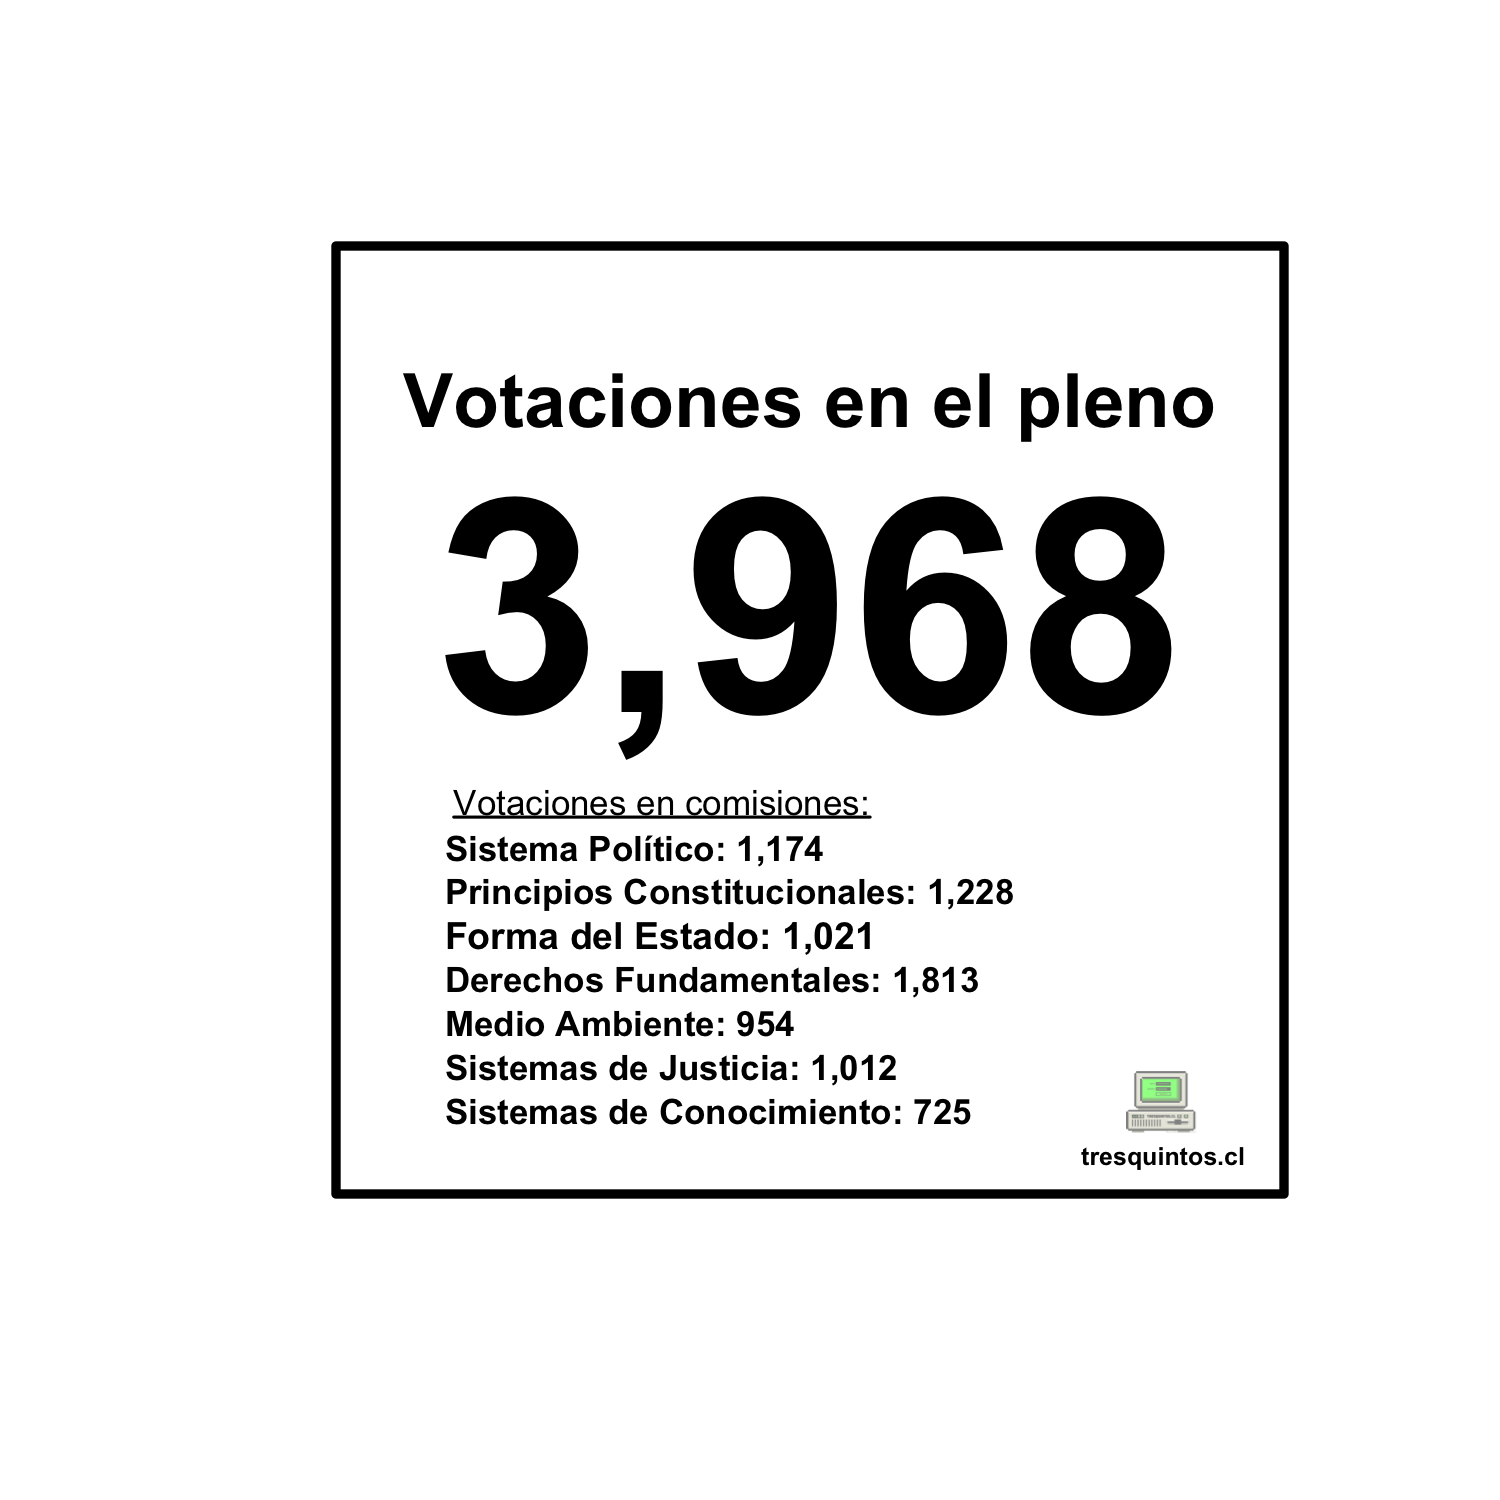 Votaciones en el pleno
3,968
Votaciones en comisiones:
Sistema Político: 1,174
Principios Constitucionales: 1,228
Forma del Estado: 1,021
Derechos Fundamentales: 1,813
Medio Ambiente: 954
Sistemas de Justicia: 1,012
Sistemas de Conocimiento: 725
tresquintos.cl